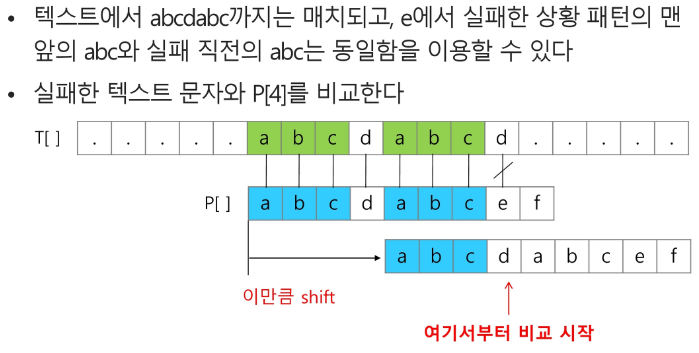 • 텍스트에서 abcdabc까지는 매치되고, e에서 실패한 상황 패턴의 맨
앞의 abc와 실패 직전의 abc는 동일함을 이용할 수 있다
• 실패한 텍스트 문자와 P[4]를 비교한다
T[ ] . . . . . a b c d a b c d . . . . .
P[ ] a b c d a b c e f
a b c d a b c e f
이만큼 shift
여기서부터 비교 시작